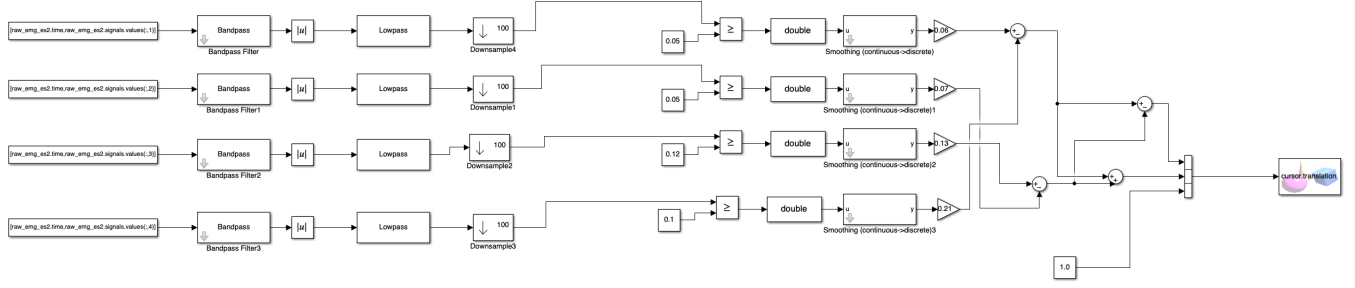 [raw_emg_es2.time,raw_emg_es2.signals.values(:,1)]
Bandpass
Bandpass Filter
|u|
Lowpass
100
Downsample4
0.05
≥
double
u
y
Smoothing (continuous->discrete)
0.06
[raw_emg_es2.time,raw_emg_es2.signals.values(:,2)]
Bandpass
Bandpass Filter1
|u|
Lowpass
100
Downsample1
0.05
≥
double
u
y
Smoothing (continuous->discrete)1
0.07
[raw_emg_es2.time,raw_emg_es2.signals.values(:,3)]
Bandpass
Bandpass Filter2
|u|
Lowpass
100
Downsample2
0.12
≥
double
u
y
Smoothing (continuous->discrete)2
0.13
[raw_emg_es2.time,raw_emg_es2.signals.values(:,4)]
Bandpass
Bandpass Filter3
|u|
Lowpass
100
Downsample3
0.1
≥
double
u
y
Smoothing (continuous->discrete)3
0.21
cursor.translation
1.0